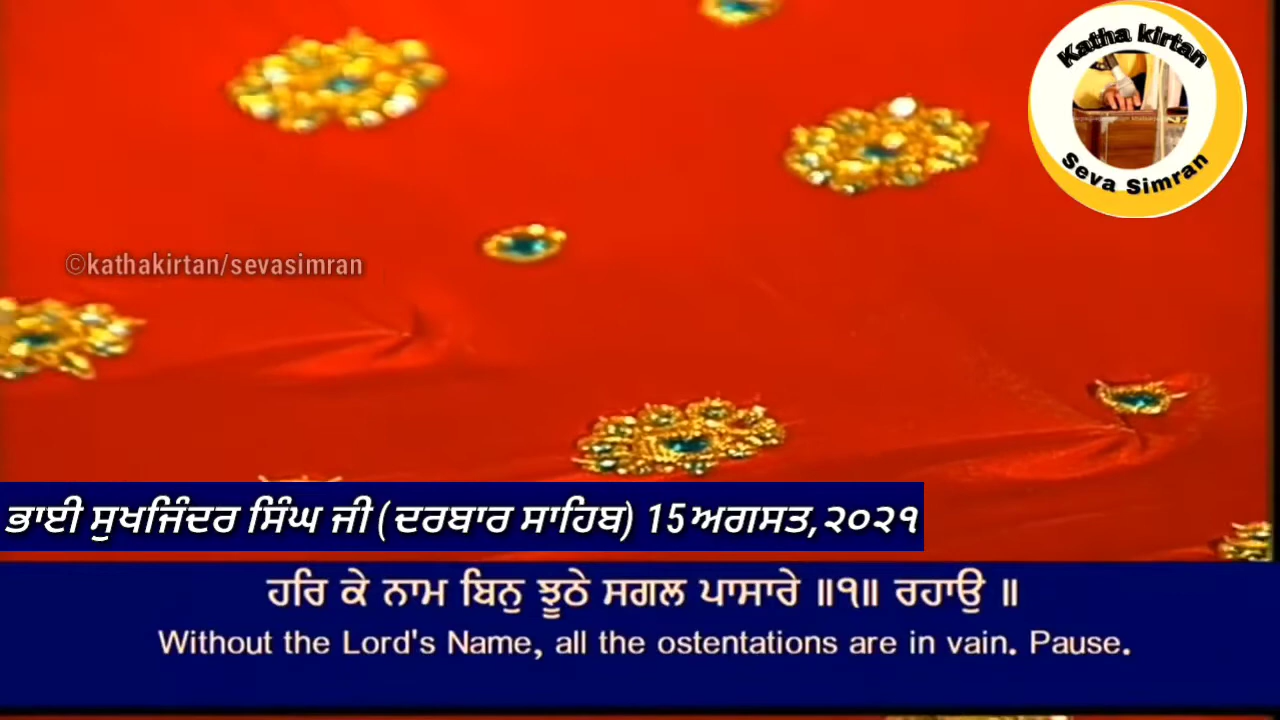 Katha kirtan
Seva Simran
©kathakirtan/sevasimran
ਭਾਈ ਸੁਖਜਿੰਦਰ ਸਿੰਘ ਜੀ (ਦਰਬਾਰ ਸਾਹਿਬ) 15ਅਗਸਤ,੨੦੨੧
ਹਰਿ ਕੇ ਨਾਮ ਬਿਨੁ ਝੂਠੇ ਸਗਲ ਪਾਸਾਰੇ ॥੧॥ ਰਹਾਉ ॥
Without the Lord's Name, all the ostentations are in vain. Pause.